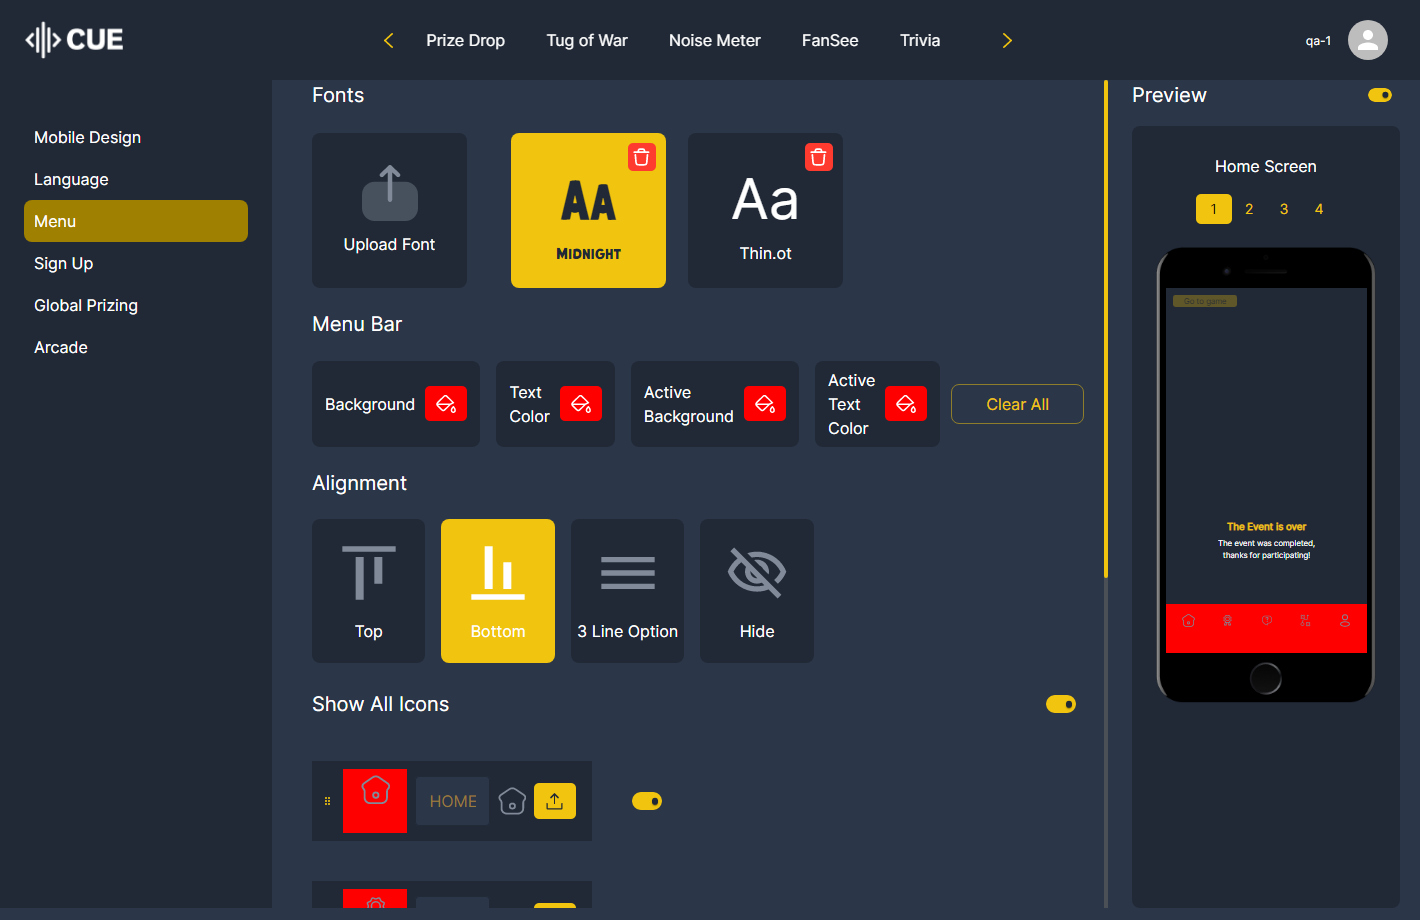 CUE
Prize Drop
Tug of War
Noise Meter
FanSee
Trivia
qa-1
Mobile Design
Language
Menu
Sign Up
Global Prizing
Arcade
Fonts
Upload Font
AA
MIDNIGHT
Aa
Thin.ot
Menu Bar
Background
Text
Color
Active
Background
Active
Text
Color
Clear All
Alignment
Top
Bottom
3 Line Option
Hide
Show All Icons
HOME
Preview
Home Screen
1 2 3 4
Go to game
The Event is over
The event was completed,
thanks for participating!